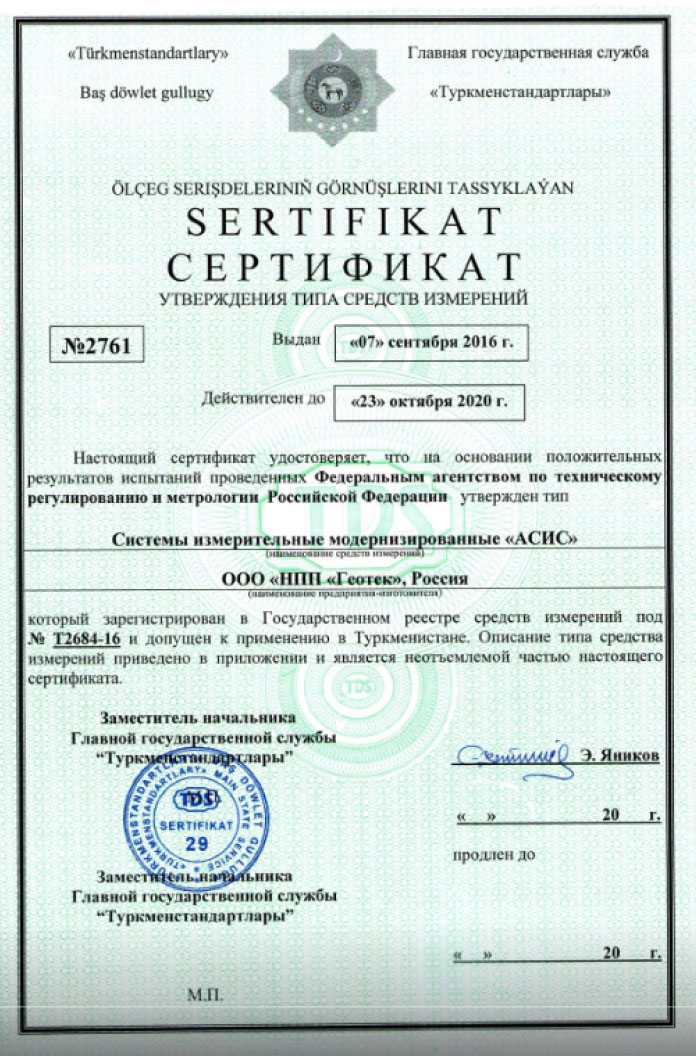 «Türkmenstandartlary»
Baş döwlet gullugy
Главная государственная служба
«Туркменстандартлары»
ÖLÇEG SERIŞDELERINIŇ GÖRNÜŞLERINI TASSYKLAÝAN
SERTIFIKAT
СЕРТИФИКАТ
УТВЕРЖДЕНИЯ ТИПА СРЕДСТВ ИЗМЕРЕНИЙ
№2761
Выдан «07» сентября 2016 г.
Действителен до «23» октября 2020 г.
Настоящий сертификат удостоверяет, что на основании положительных
результатов испытаний проведенных Федеральным агентством по техническому
регулированию и метрологии Российской Федерации утвержден тип
Системы измерительные модернизированные «АСИС»
(наименование средств измерений)
ООО «НПП «Геотек», Россия
(наименование предприятия-изготовителя)
который зарегистрирован в Государственном реестре средств измерений под
№ Т2684-16 и допущен к применению в Туркменистане. Описание типа средства
измерений приведено в приложении и является неотъемлемой частью настоящего
сертификата.
TDS
TDS
Заместитель начальника
Главной государственной службы
“Туркменстандартлары”
Э. Яников
TDS
SERTIFIKAT
29
«TÜRKMENSTANDARTLARY» MAIN STATE SERVICE
« » 20 г.
продлен до
Заместитель начальника
Главной государственной службы
“Туркменстандартлары”
« » 20 г.
М.П.